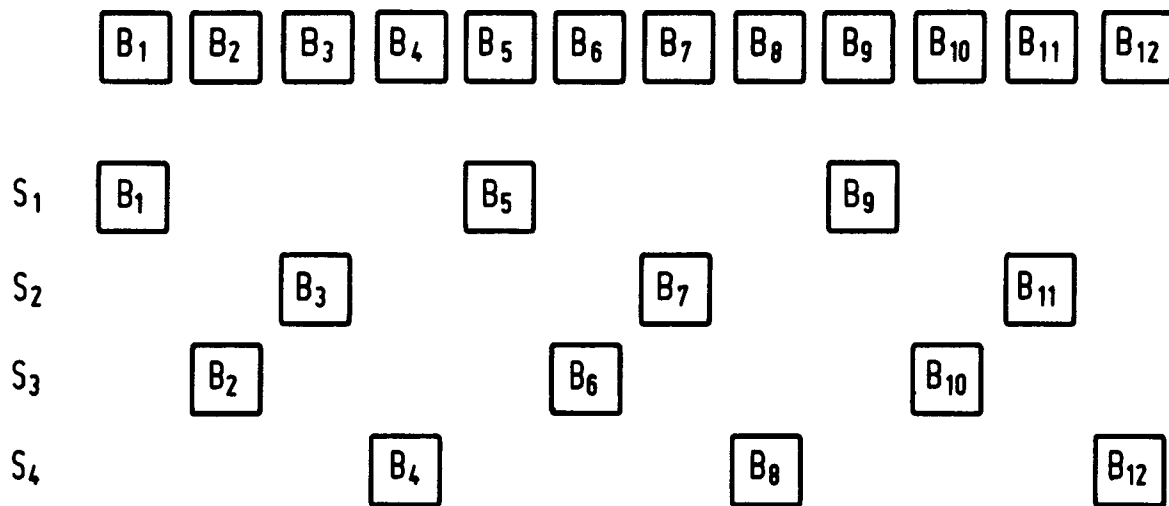 B₁ B₂ B₃ B₄ B₅ B₆ B₇ B₈ B₉ B₁₀ B₁₁ B₁₂
S₁ B₁ B₅ B₉
S₂ B₃ B₇ B₁₁
S₃ B₂ B₆ B₁₀
S₄ B₄ B₈ B₁₂